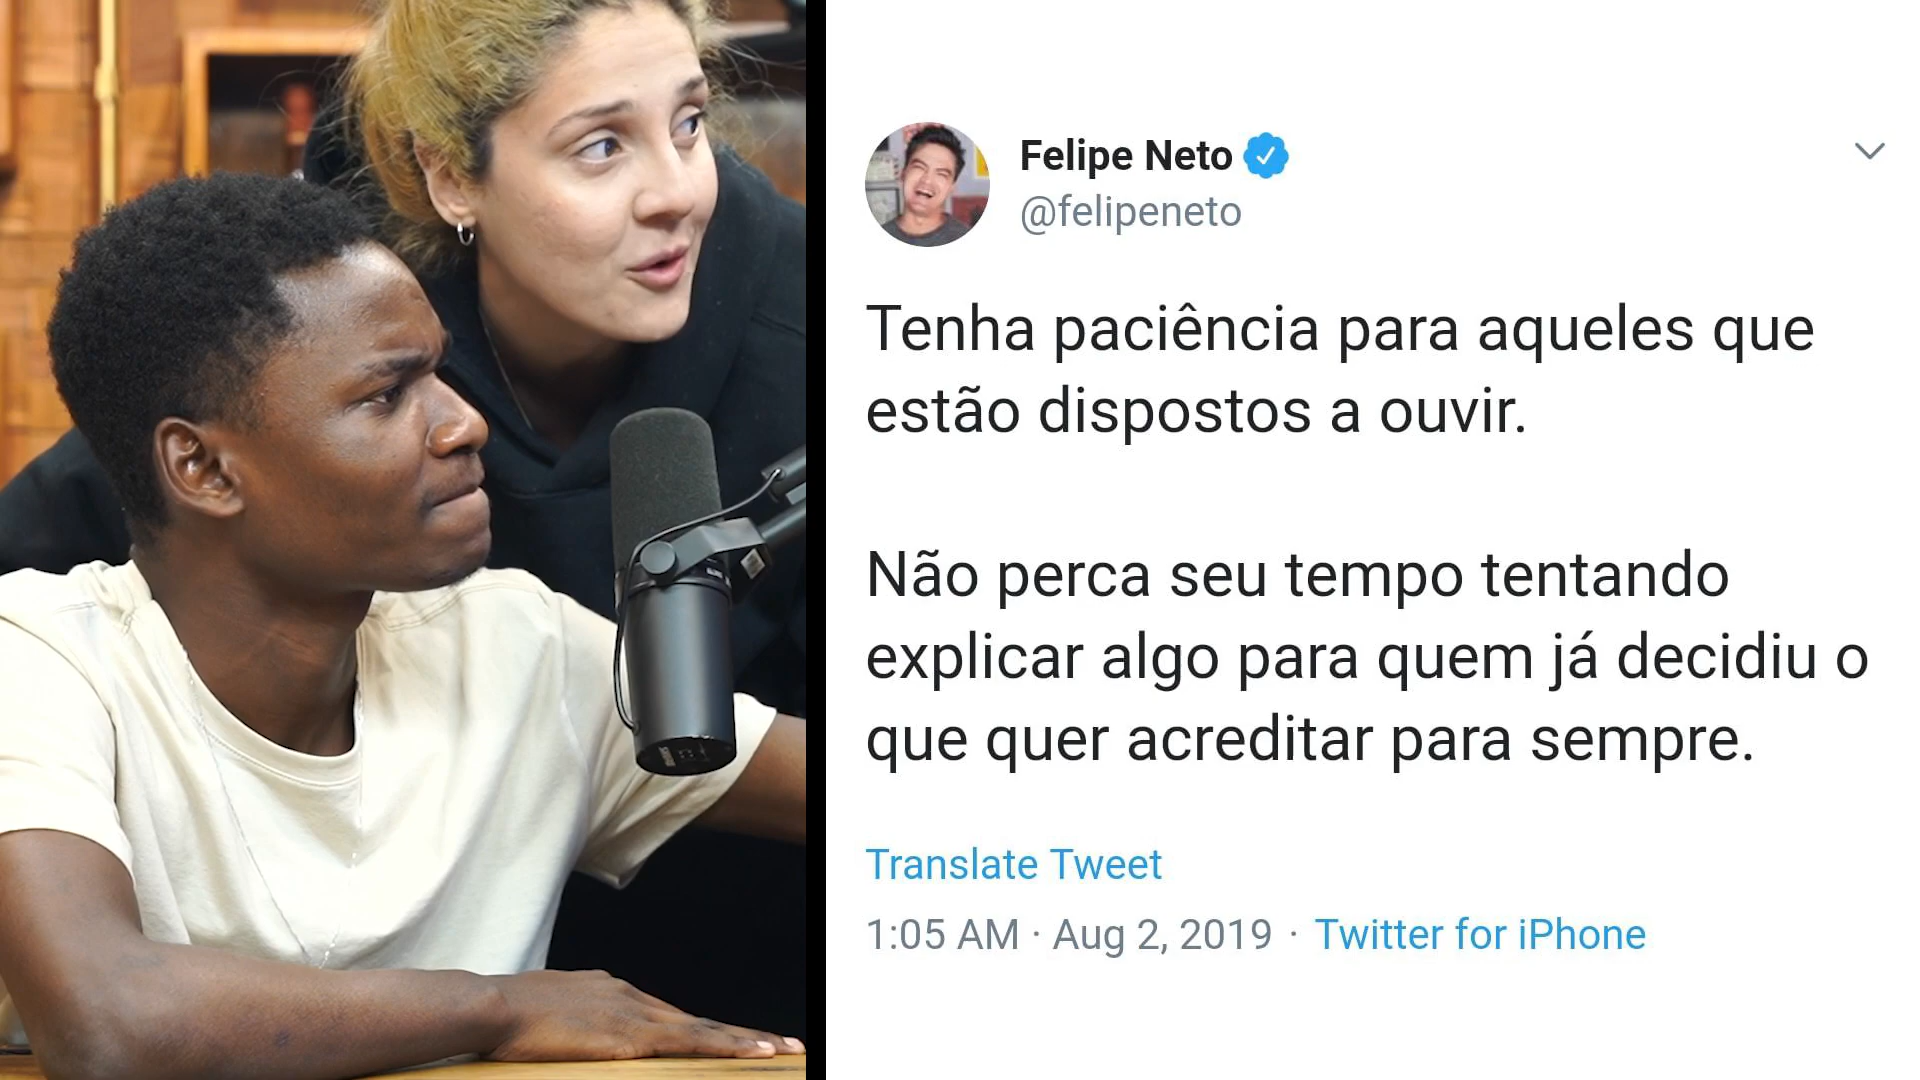 Felipe Neto
@felipeneto
Tenha paciência para aqueles que
estão dispostos a ouvir.
Não perca seu tempo tentando
explicar algo para quem já decidiu o
que quer acreditar para sempre.
Translate Tweet
1:05 AM · Aug 2, 2019 · Twitter for iPhone